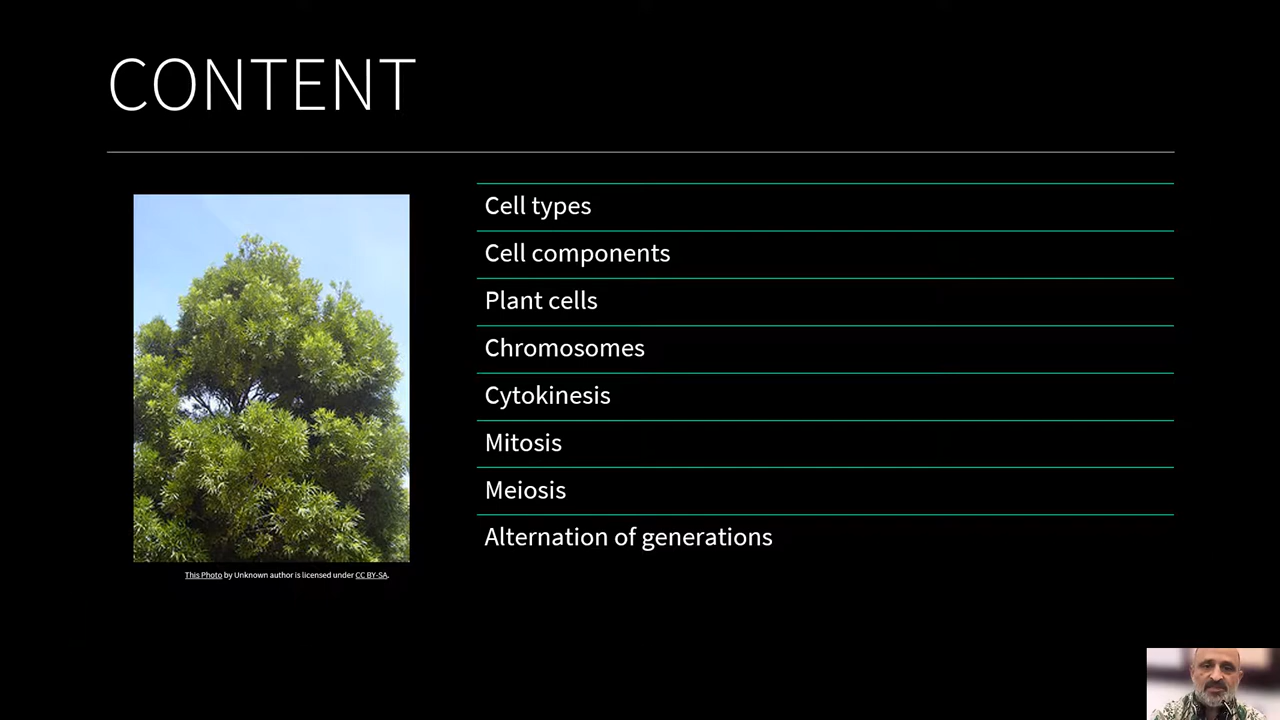 CONTENT
Cell types
Cell components
Plant cells
Chromosomes
Cytokinesis
Mitosis
Meiosis
Alternation of generations
This Photo by Unknown author is licensed under CC BY-SA.